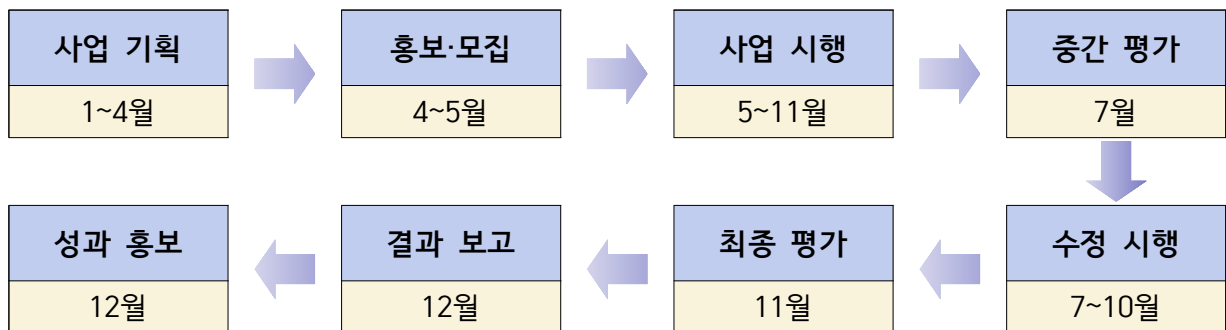 사업 기획
1~4월
홍보·모집
4~5월
사업 시행
5~11월
중간 평가
7월
수정 시행
7~10월
최종 평가
11월
결과 보고
12월
성과 홍보
12월